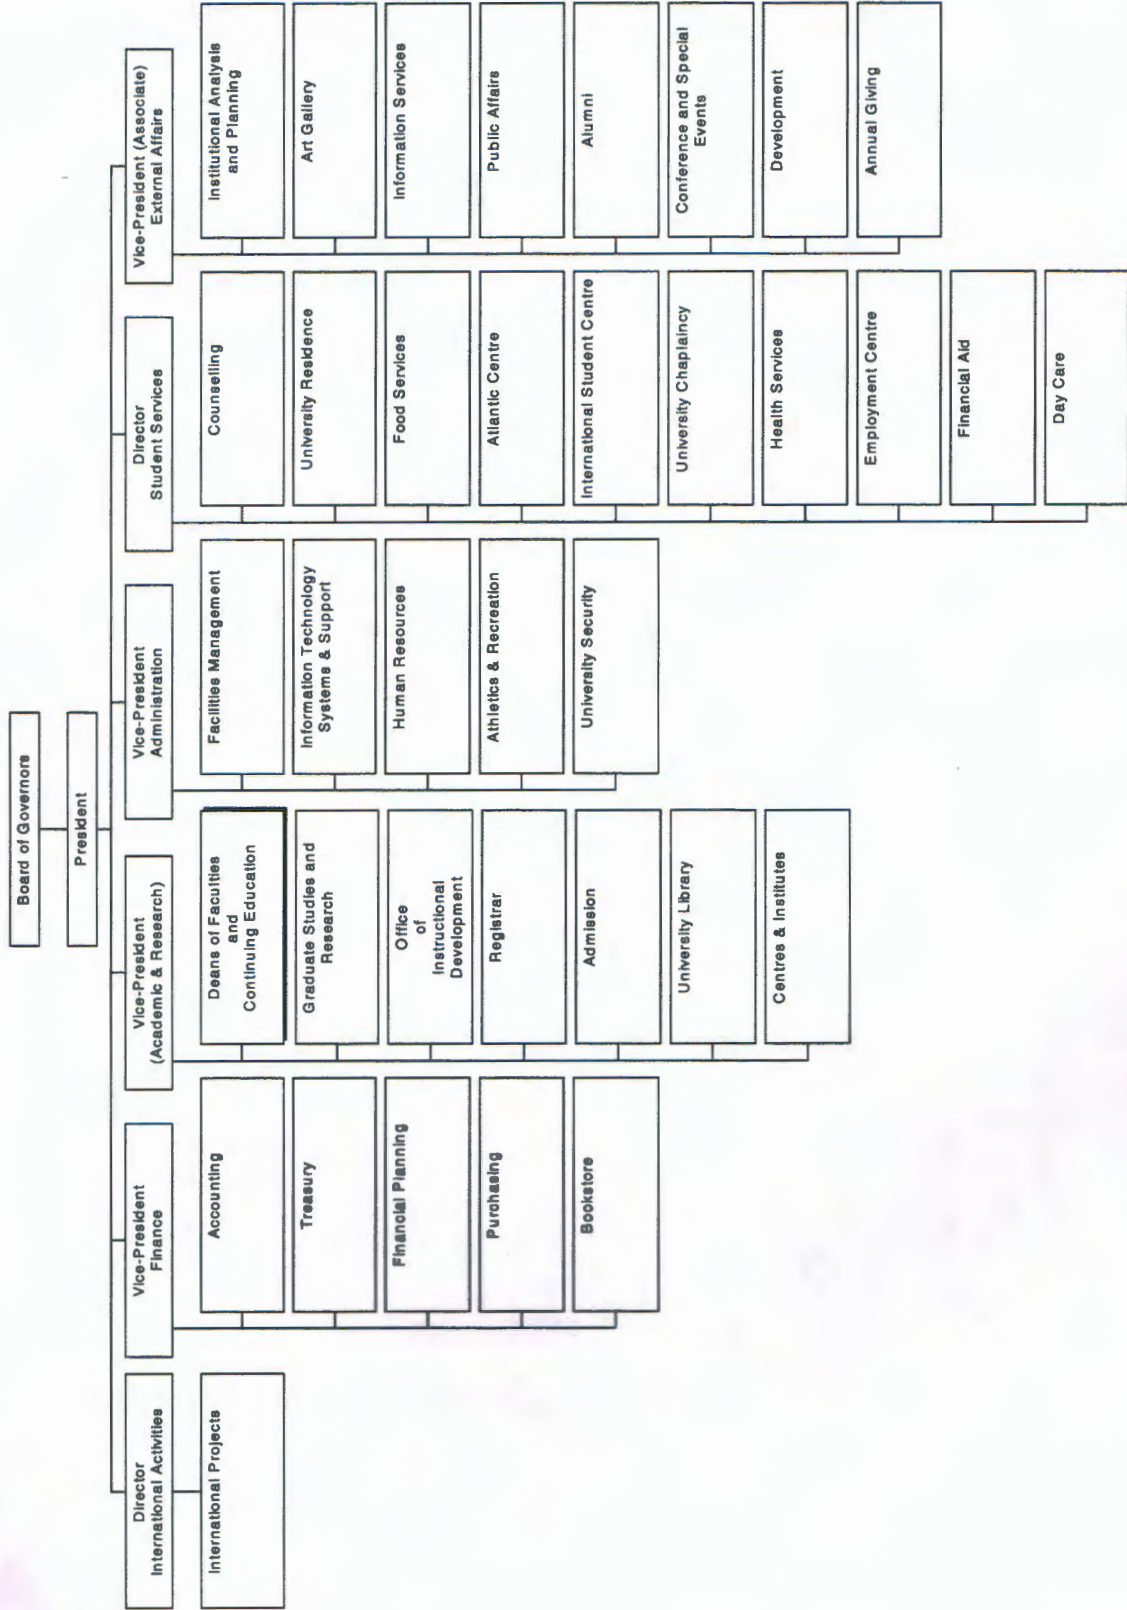 Board of Governors
President
Director
International Activities
International Projects
Vice-President
Finance
Accounting
Treasury
Financial Planning
Purchasing
Bookstore
Vice-President
(Academic & Research)
Deans of Faculties
and
Continuing Education
Graduate Studies and
Research
Office
of
Instructional
Development
Registrar
Admission
University Library
Centres & Institutes
Vice-President
Administration
Facilities Management
Information Technology
Systems & Support
Human Resources
Athletics & Recreation
University Security
Director
Student Services
Counselling
University Residence
Food Services
Atlantic Centre
International Student Centre
University Chaplaincy
Health Services
Employment Centre
Financial Aid
Day Care
Vice-President (Associate)
External Affairs
Institutional Analysis
and Planning
Art Gallery
Information Services
Public Affairs
Alumni
Conference and Special
Events
Development
Annual Giving